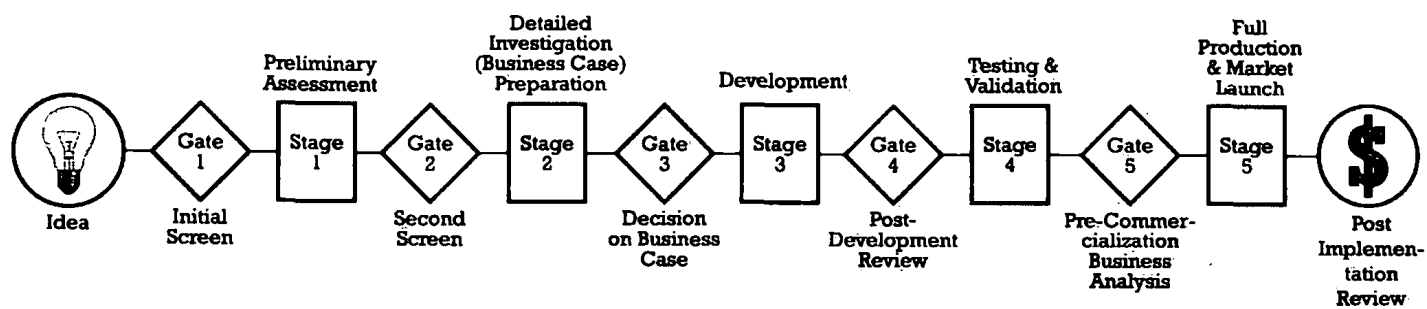 Idea
Gate
1
Initial
Screen
Preliminary
Assessment
Stage
1
Gate
2
Second
Screen
Detailed
Investigation
(Business Case)
Preparation
Stage
2
Gate
3
Decision
on Business
Case
Development
Stage
3
Gate
4
Post-
Development
Review
Testing &
Validation
Stage
4
Gate
5
Pre-Commer-
cialization
Business
Analysis
Full
Production
& Market
Launch
Stage
5
$
Post
Implemen-
tation
Review